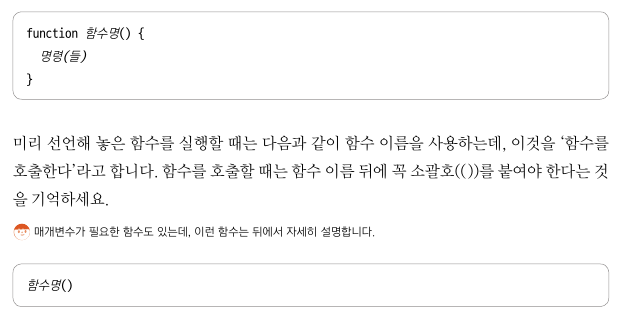 function 함수명() {
명령(들)
}
미리 선언해 놓은 함수를 실행할 때는 다음과 같이 함수 이름을 사용하는데, 이것을 ‘함수를
호출한다’라고 합니다. 함수를 호출할 때는 함수 이름 뒤에 꼭 소괄호(())를 붙여야 한다는 것
을 기억하세요.
매개변수가 필요한 함수도 있는데, 이런 함수는 뒤에서 자세히 설명합니다.
함수명()